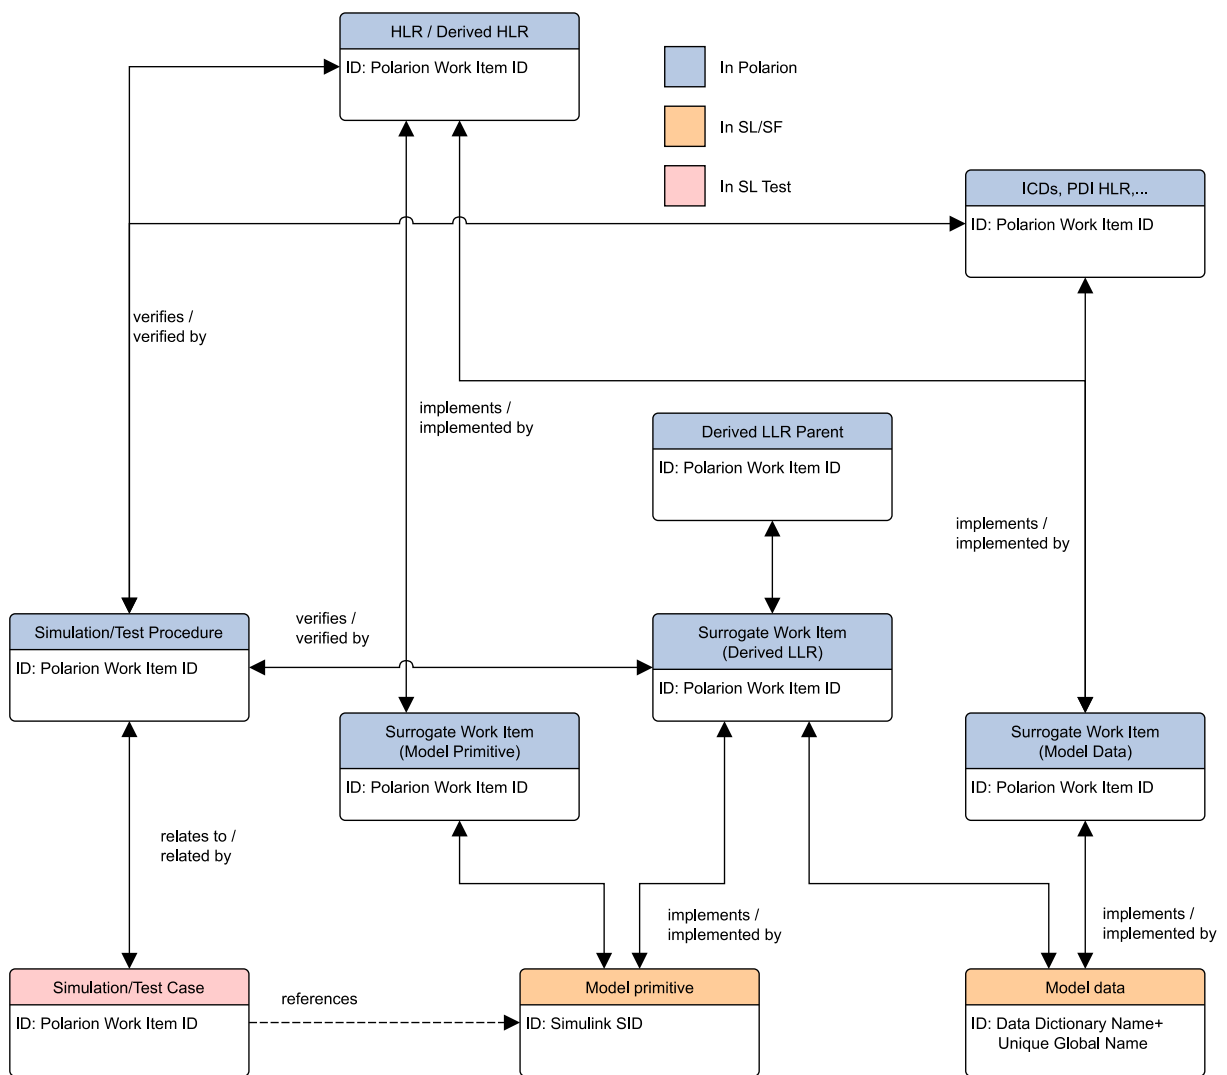 HLR / Derived HLR
ID: Polarion Work Item ID
In Polarion
In SL/SF
In SL Test
ICDs, PDI HLR,...
ID: Polarion Work Item ID
verifies /
verified by
implements /
implemented by
Derived LLR Parent
ID: Polarion Work Item ID
implements /
implemented by
Simulation/Test Procedure
ID: Polarion Work Item ID
verifies /
verified by
Surrogate Work Item
(Derived LLR)
ID: Polarion Work Item ID
Surrogate Work Item
(Model Primitive)
ID: Polarion Work Item ID
Surrogate Work Item
(Model Data)
ID: Polarion Work Item ID
relates to /
related by
implements /
implemented by
implements /
implemented by
Simulation/Test Case
ID: Polarion Work Item ID
references
Model primitive
ID: Simulink SID
Model data
ID: Data Dictionary Name+
Unique Global Name